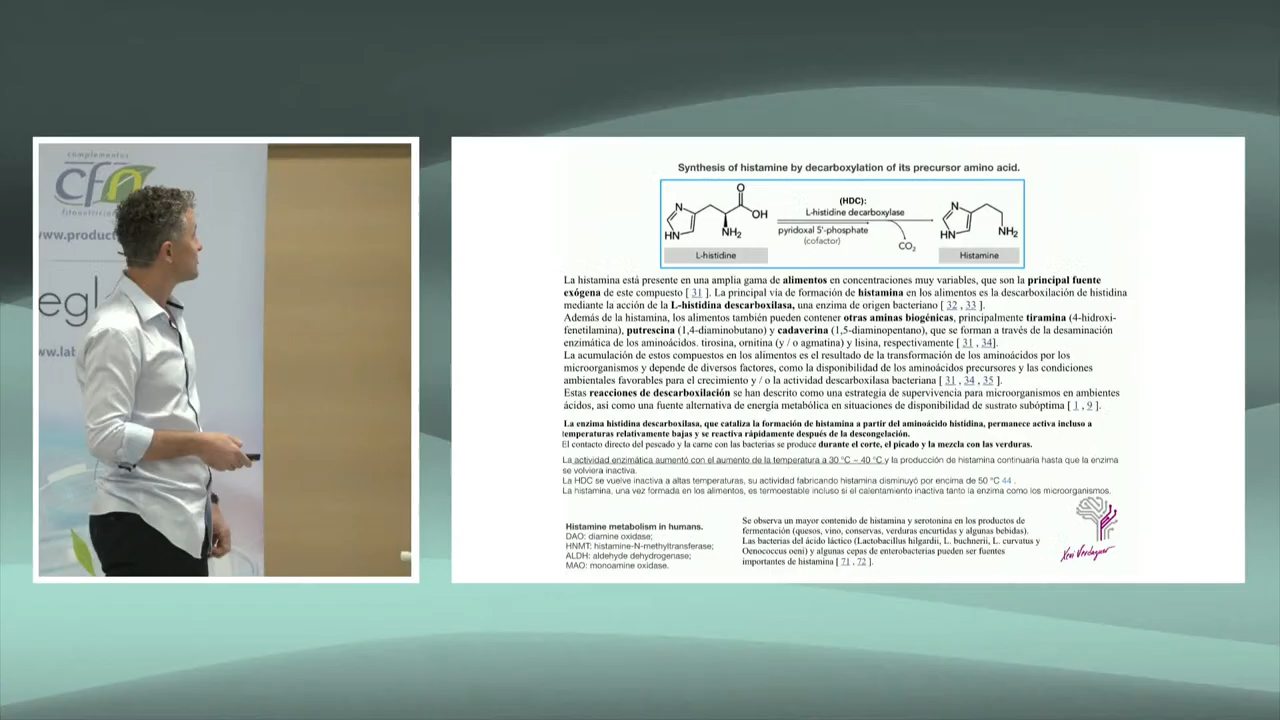 complementos
cfn
fitonutrición
www.product
egl
vw.lab
Synthesis of histamine by decarboxylation of its precursor amino acid.
N
HN
O
OH
NH2
L-histidine
(HDC):
L-histidine decarboxylase
pyridoxal 5'-phosphate
(cofactor)
CO2
N
HN
NH2
Histamine
La histamina está presente en una amplia gama de alimentos en concentraciones muy variables, que son la principal fuente
exógena de este compuesto [ 31 ]. La principal vía de formación de histamina en los alimentos es la descarboxilación de histidina
mediante la acción de la L-histidina descarboxilasa, una enzima de origen bacteriano [ 32 , 33 ].
Además de la histamina, los alimentos también pueden contener otras aminas biogénicas, principalmente tiramina (4-hidroxi-
fenetilamina), putrescina (1,4-diaminobutano) y cadaverina (1,5-diaminopentano), que se forman a través de la desaminación
enzimática de los aminoácidos. tirosina, ornitina (y / o agmatina) y lisina, respectivamente [ 31 , 34].
La acumulación de estos compuestos en los alimentos es el resultado de la transformación de los aminoácidos por los
microorganismos y depende de diversos factores, como la disponibilidad de los aminoácidos precursores y las condiciones
ambientales favorables para el crecimiento y / o la actividad descarboxilasa bacteriana [ 31 , 34 , 35 ].
Estas reacciones de descarboxilación se han descrito como una estrategia de supervivencia para microorganismos en ambientes
ácidos, así como una fuente alternativa de energía metabólica en situaciones de disponibilidad de sustrato subóptima [ 1 , 9 ].
La enzima histidina descarboxilasa, que cataliza la formación de histamina a partir del aminoácido histidina, permanece activa incluso a
temperaturas relativamente bajas y se reactiva rápidamente después de la descongelación.
El contacto directo del pescado y la carne con las bacterias se produce durante el corte, el picado y la mezcla con las verduras.
La actividad enzimática aumentó con el aumento de la temperatura a 30 °C – 40 °C y la producción de histamina continuaría hasta que la enzima
se volviera inactiva.
La HDC se vuelve inactiva a altas temperaturas, su actividad fabricando histamina disminuyó por encima de 50 °C 44 .
La histamina, una vez formada en los alimentos, es termoestable incluso si el calentamiento inactiva tanto la enzima como los microorganismos.
Histamine metabolism in humans.
DAO: diamine oxidase;
HNMT: histamine-N-methyltransferase;
ALDH: aldehyde dehydrogenase;
MAO: monoamine oxidase.
Se observa un mayor contenido de histamina y serotonina en los productos de
fermentación (quesos, vino, conservas, verduras encurtidas y algunas bebidas).
Las bacterias del ácido láctico (Lactobacillus hilgardii, L. buchnerii, L. curvatus y
Oenococcus oeni) y algunas cepas de enterobacterias pueden ser fuentes
importantes de histamina [ 71 , 72 ].
Xevi Verdaguer